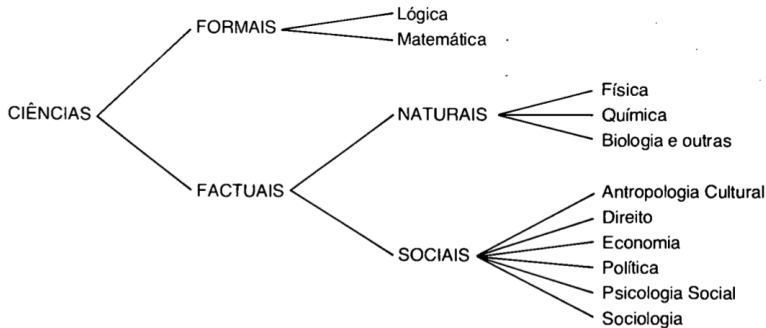 CIÊNCIAS
FORMAIS
Lógica
Matemática
FACTUAIS
NATURAIS
Física
Química
Biologia e outras
SOCIAIS
Antropologia Cultural
Direito
Economia
Política
Psicologia Social
Sociologia